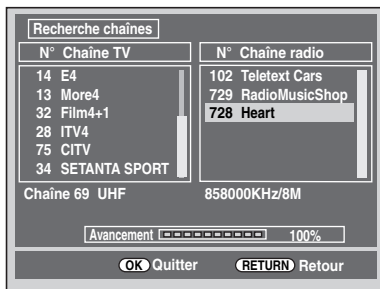 Recherche chaînes
N° Chaîne TV
14 E4
13 More4
32 Film4+1
28 ITV4
75 CITV
34 SETANTA SPORT
N° Chaîne radio
102 Teletext Cars
729 RadioMusicShop
728 Heart
Chaîne 69 UHF 858000KHz/8M
Avancement 100%
OK Quitter RETURN Retour